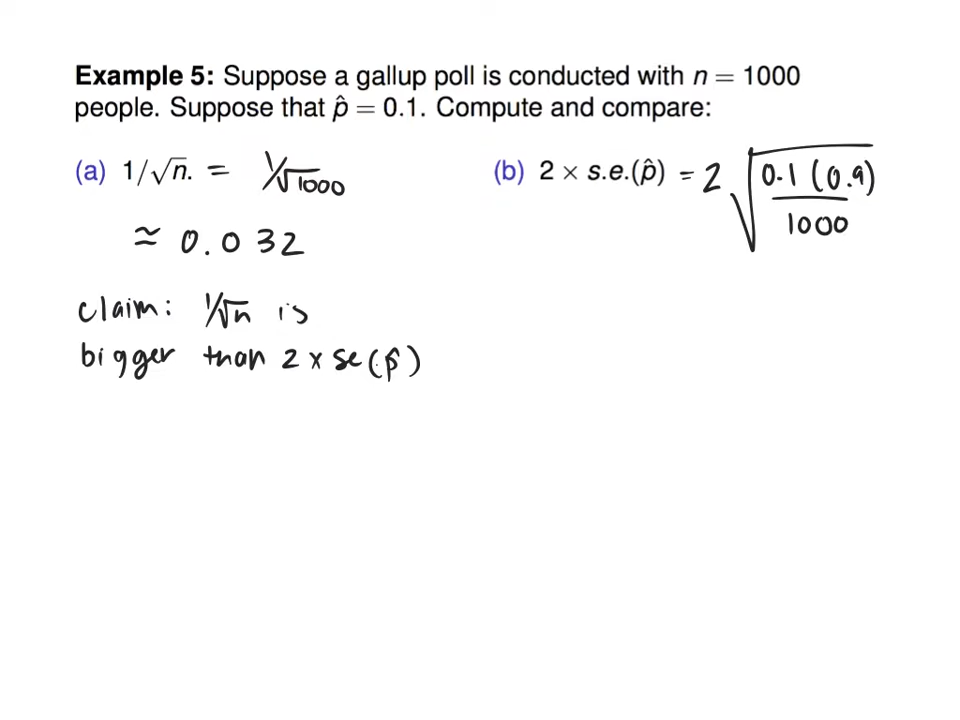 Example 5: Suppose a gallup poll is conducted with n = 1000
people. Suppose that p̂ = 0.1. Compute and compare:
(a) 1/√n. = 1/√1000
≈ 0.032
(b) 2 × s.e.(p̂) = 2 √(0.1 (0.9) / 1000)
claim: 1/√n is
bigger than 2 x se(p̂)